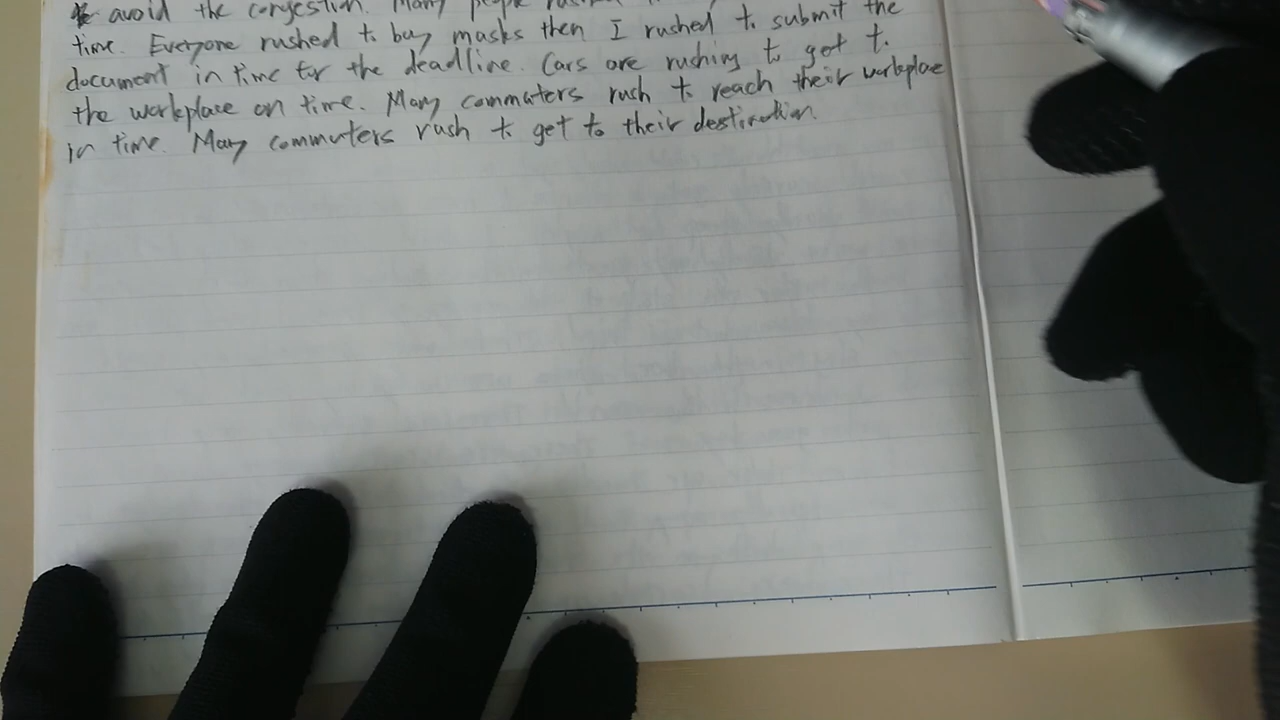 avoid the congestion. Many people
time. Everyone rushed to buy masks then I rushed to submit the
document in time for the deadline. Cars are rushing to get to
the workplace on time. Many commuters rush to reach their workplace
in time. Many commuters rush to get to their destination.